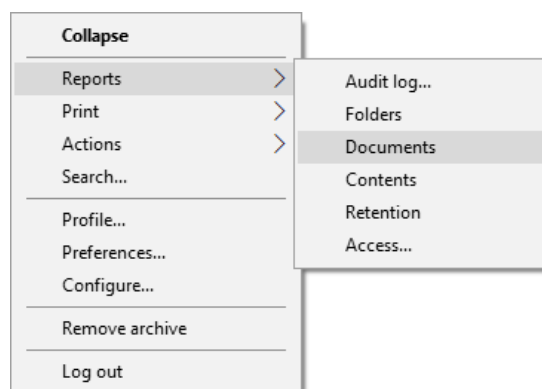 Collapse
Reports
Print
Actions
Search...
Profile...
Preferences...
Configure...
Remove archive
Log out
Audit log...
Folders
Documents
Contents
Retention
Access...